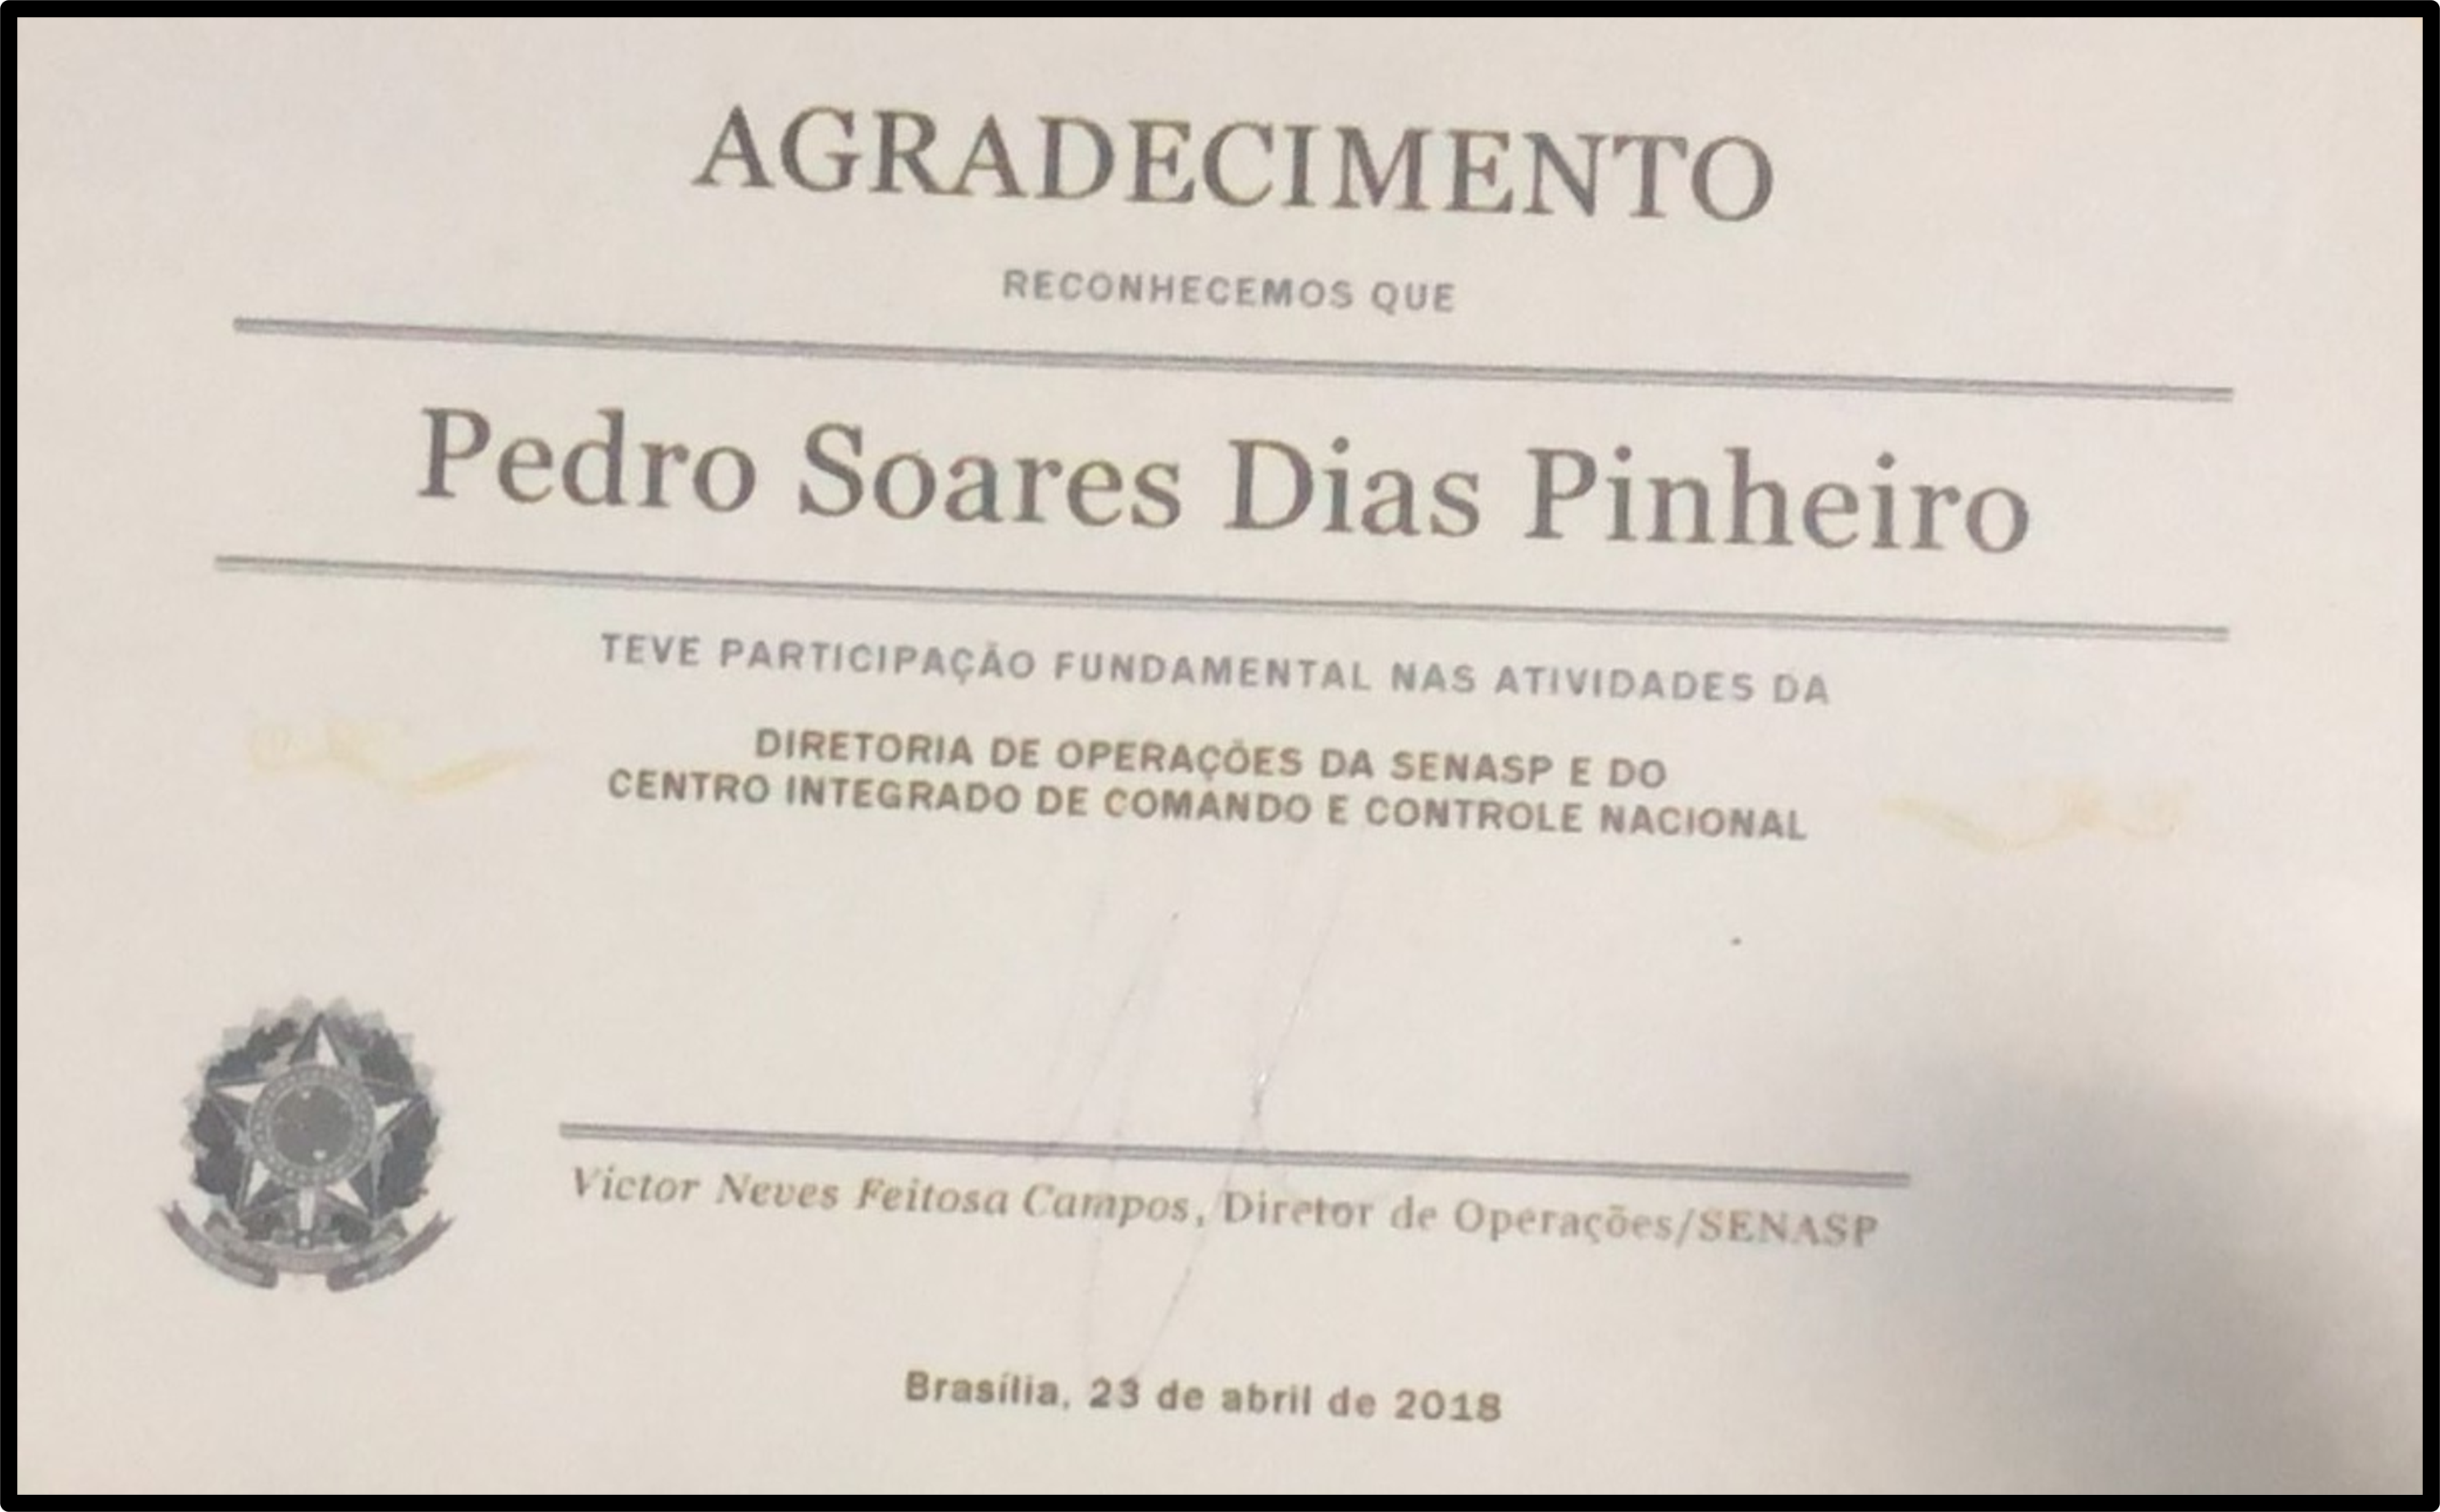 AGRADECIMENTO
RECONHECEMOS QUE
Pedro Soares Dias Pinheiro
TEVE PARTICIPAÇÃO FUNDAMENTAL NAS ATIVIDADES DA
DIRETORIA DE OPERAÇÕES DA SENASP E DO
CENTRO INTEGRADO DE COMANDO E CONTROLE NACIONAL
Victor Neves Feitosa Campos, Diretor de Operações/SENASP
Brasília, 23 de abril de 2018